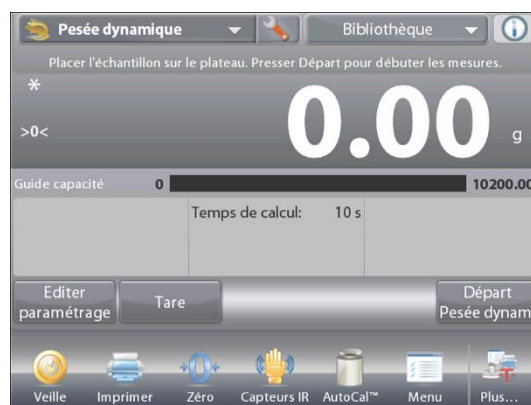 Pesée dynamique
Bibliothèque
Placer l'échantillon sur le plateau. Presser Départ pour débuter les mesures.
*
>0<
0.00 g
Guide capacité 0 10200.00
Temps de calcul: 10 s
Editer paramétrage
Tare
Départ Pesée dynam
Veille Imprimer Zéro Capteurs IR AutoCal™ Menu Plus...